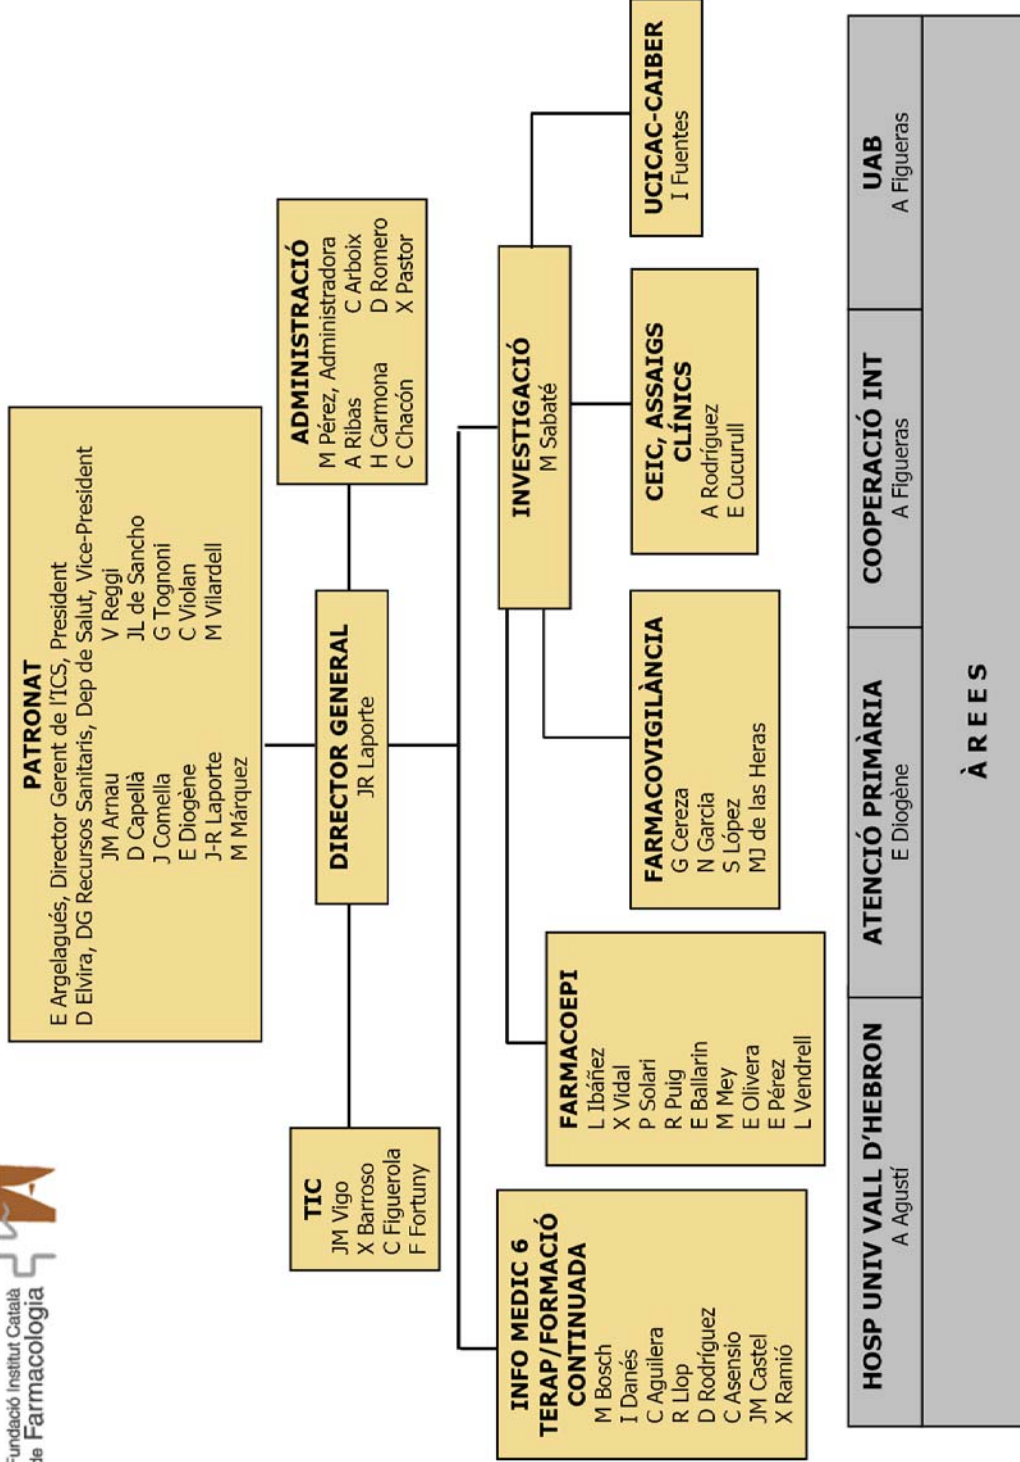 Fundació Institut Català
de Farmacologia
PATRONAT
E Argelagués, Director Gerent de l'ICS, President
D Elvira, DG Recursos Sanitaris, Dep de Salut, Vice-President
JM Arnau V Reggi
D Capellà JL de Sancho
J Comella G Tognoni
E Diogène C Violan
J-R Laporte M Vilardell
M Márquez
TIC
JM Vigo
X Barroso
C Figuerola
F Fortuny
DIRECTOR GENERAL
JR Laporte
ADMINISTRACIÓ
M Pérez, Administradora
A Ribas C Arboix
H Carmona D Romero
C Chacón X Pastor
INFO MEDIC 6
TERAP/FORMACIÓ
CONTINUADA
M Bosch
I Danés
C Aguilera
R Llop
D Rodríguez
C Asensio
JM Castel
X Ramió
INVESTIGACIÓ
M Sabaté
FARMACOEPI
L Ibáñez
X Vidal
P Solari
R Puig
E Ballarin
M Mey
E Olivera
E Pérez
L Vendrell
FARMACOVIGILÀNCIA
G Cereza
N Garcia
S López
MJ de las Heras
CEIC, ASSAIGS
CLÍNICS
A Rodríguez
E Cucurull
UCICAC-CAIBER
I Fuentes
HOSP UNIV VALL D'HEBRON
A Agustí
ATENCIÓ PRIMÀRIA
E Diogène
COOPERACIÓ INT
A Figueras
UAB
A Figueras
ÀREES